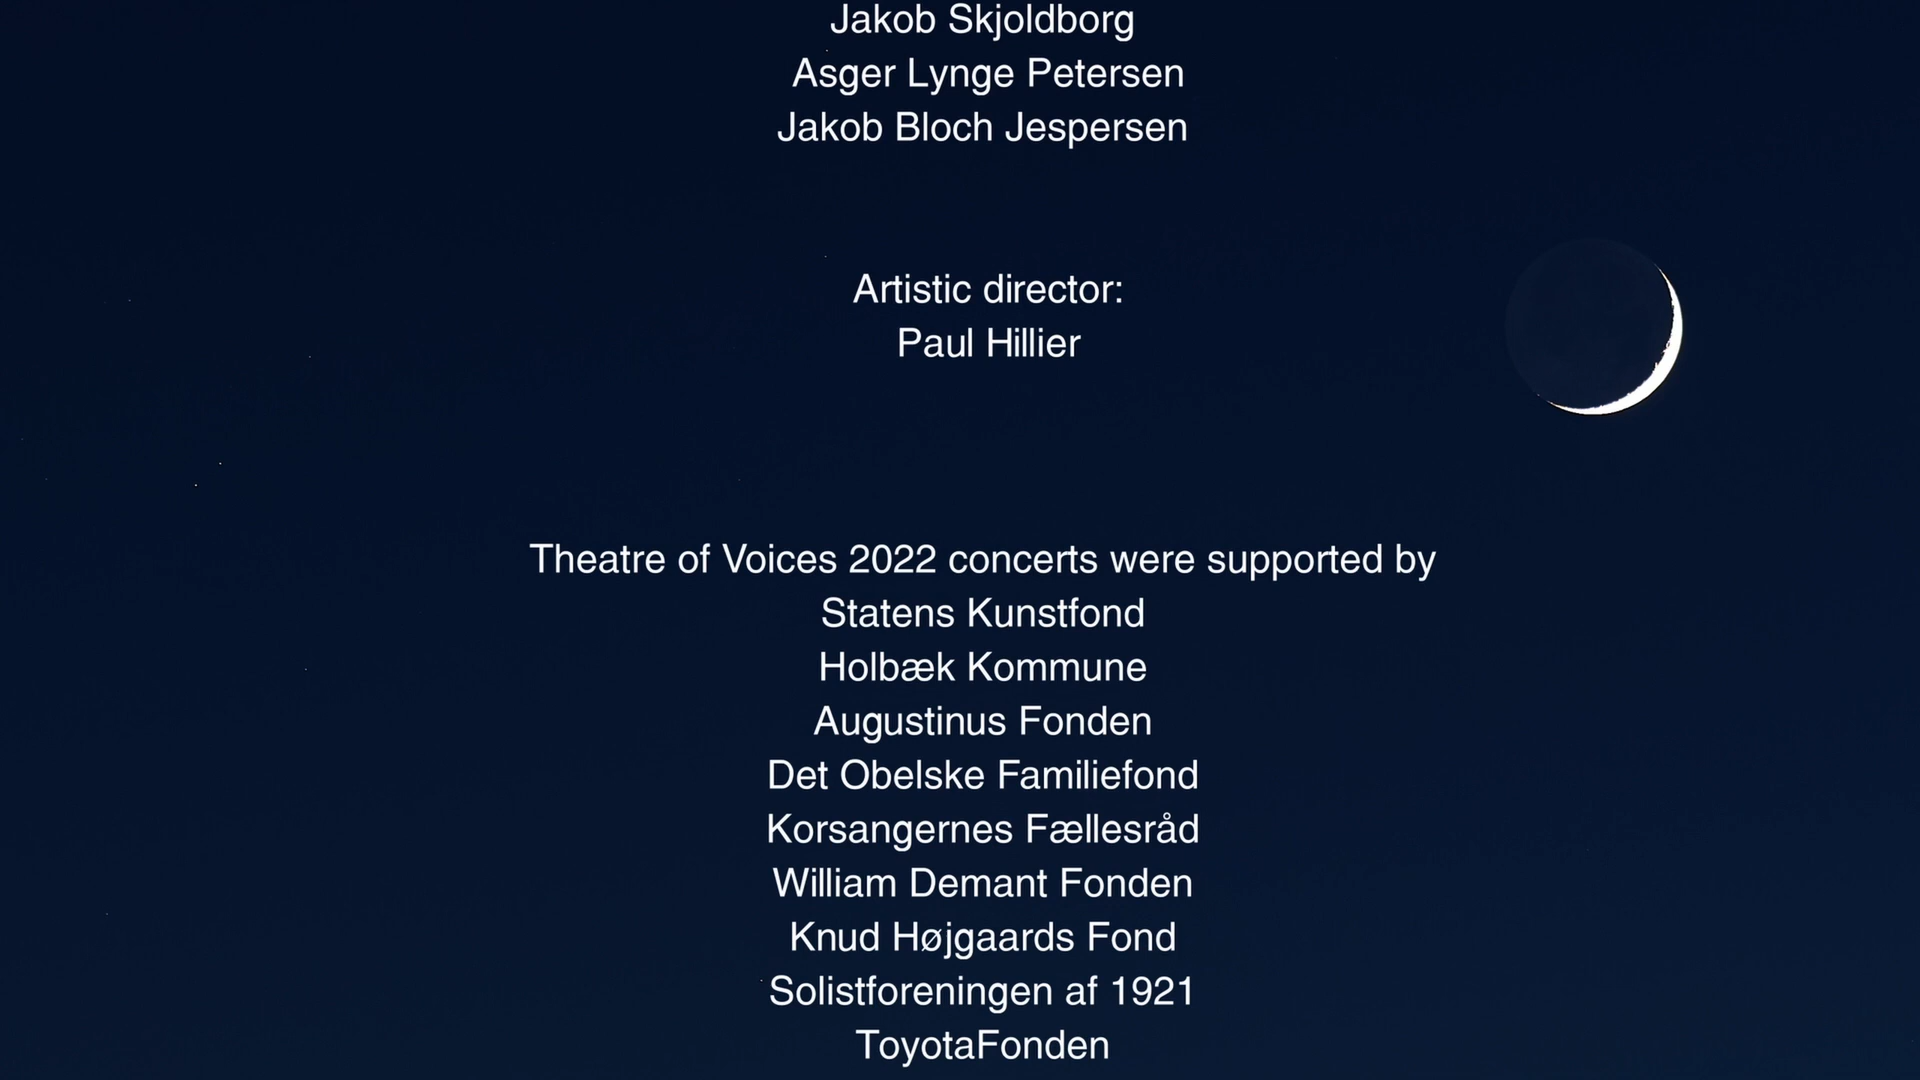 Jakob Skjoldborg
Asger Lynge Petersen
Jakob Bloch Jespersen
Artistic director:
Paul Hillier
Theatre of Voices 2022 concerts were supported by
Statens Kunstfond
Holbæk Kommune
Augustinus Fonden
Det Obelske Familiefond
Korsangernes Fællesråd
William Demant Fonden
Knud Højgaards Fond
Solistforeningen af 1921
ToyotaFonden